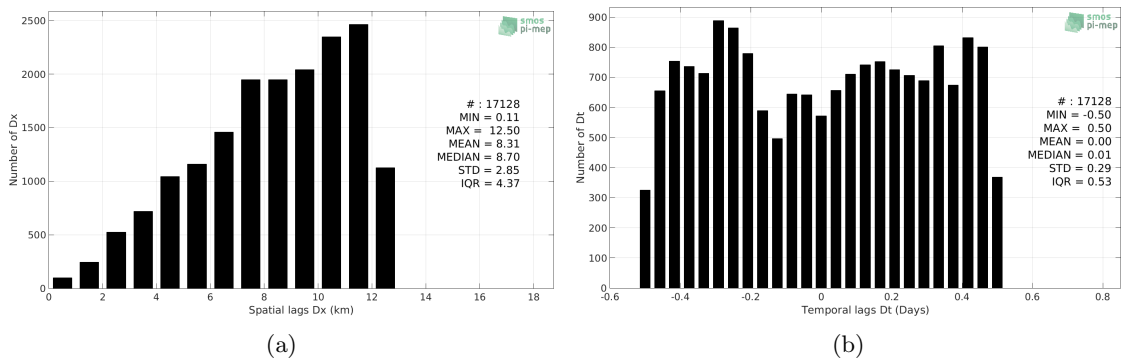 2500
2000
1500
1000
500
0
0
2
4
6
8
10
12
14
16
18
Number of Dx
Spatial lags Dx (km)
smos
pi-mep
# : 17128
MIN = 0.11
MAX = 12.50
MEAN = 8.31
MEDIAN = 8.70
STD = 2.85
IQR = 4.37
(a)
900
800
700
600
500
400
300
200
100
0
-0.6
-0.4
-0.2
0
0.2
0.4
0.6
0.8
Number of Dt
Temporal lags Dt (Days)
smos
pi-mep
# : 17128
MIN = -0.50
MAX = 0.50
MEAN = 0.00
MEDIAN = 0.01
STD = 0.29
IQR = 0.53
(b)